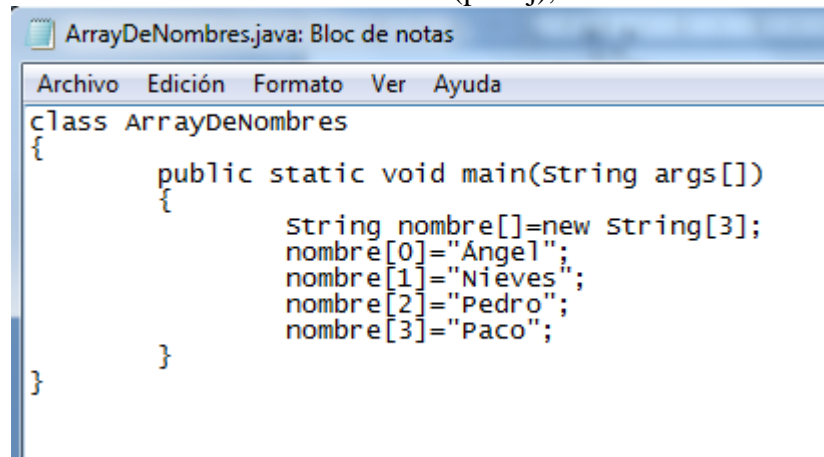 ArrayDeNombres.java: Bloc de notas
Archivo Edición Formato Ver Ayuda
class ArrayDeNombres
{
public static void main(String args[])
{
String nombre[]=new String[3];
nombre[0]="Ángel";
nombre[1]="Nieves";
nombre[2]="Pedro";
nombre[3]="Paco";
}
}